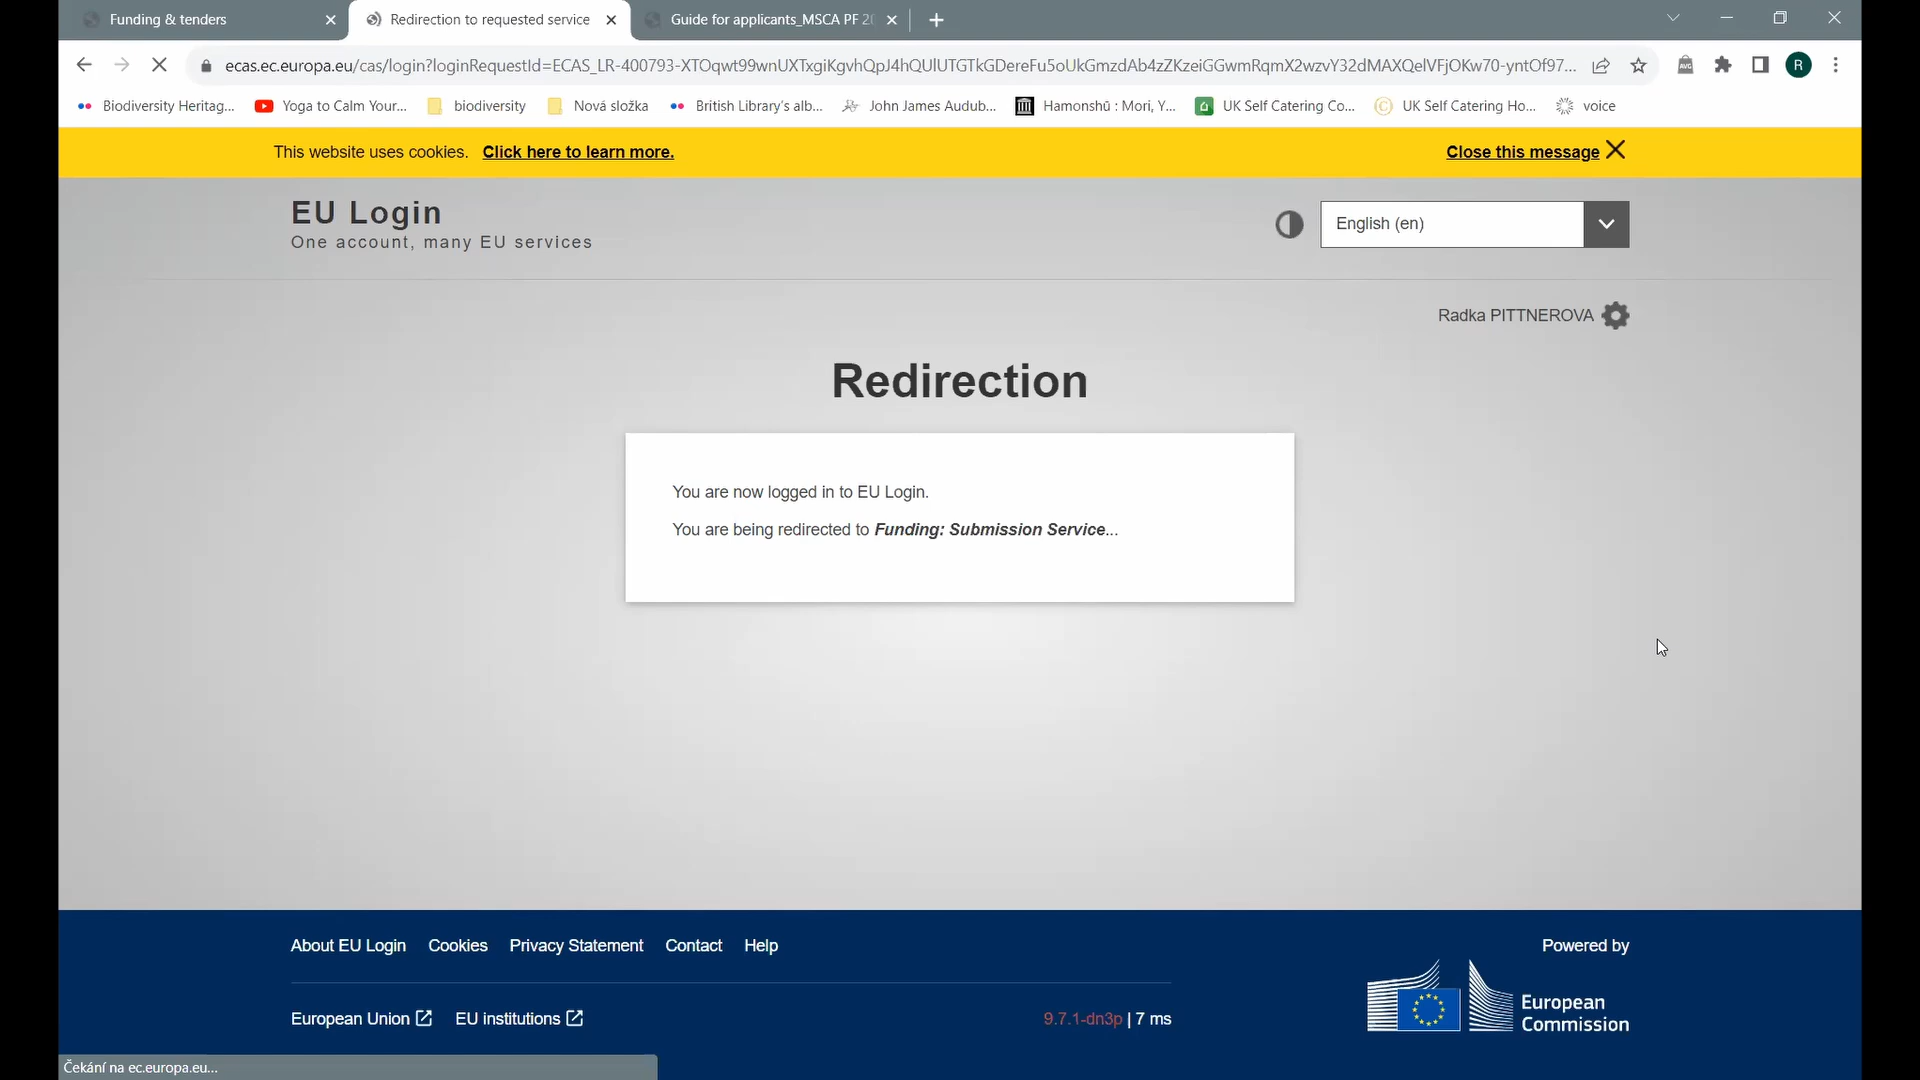 Funding & tenders
Redirection to requested service
Guide for applicants_MSCA PF 20
ecas.ec.europa.eu/cas/login?loginRequestId=ECAS_LR-400793-XTOqwt99wnUXTxgiKgvhQpJ4hQUlUTGTkGDereFu5oUkGmzdAb4zZKzeiGGwmRqmX2wzvY32dMAXQelVFjOKw70-yntOf97...
R
Biodiversity Heritag...
Yoga to Calm Your...
biodiversity
Nová složka
British Library's alb...
John James Audub...
Hamonshū : Mori, Y...
UK Self Catering Co...
UK Self Catering Ho...
voice
This website uses cookies. Click here to learn more.
Close this message
EU Login
One account, many EU services
English (en)
Radka PITTNEROVA
Redirection
You are now logged in to EU Login.
You are being redirected to Funding: Submission Service...
About EU Login Cookies Privacy Statement Contact Help
Powered by
European Union EU institutions
9.7.1-dn3p | 7 ms
European
Commission
Čekání na ec.europa.eu...